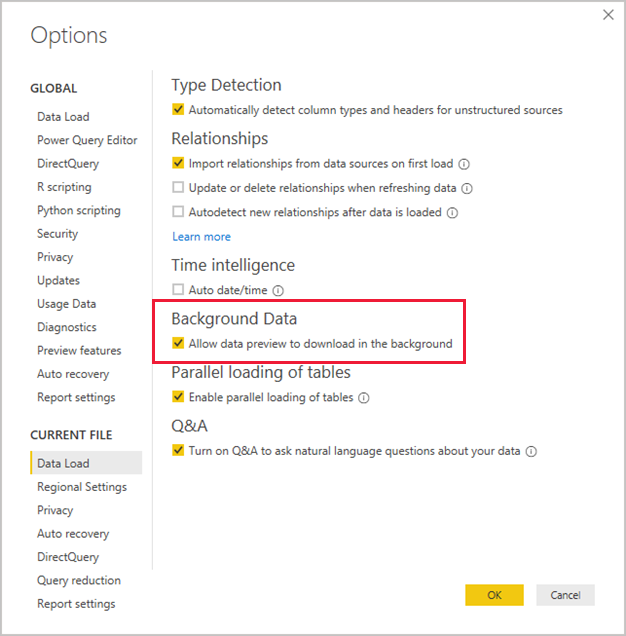 Options
GLOBAL
Data Load
Power Query Editor
DirectQuery
R scripting
Python scripting
Security
Privacy
Updates
Usage Data
Diagnostics
Preview features
Auto recovery
Report settings
CURRENT FILE
Data Load
Regional Settings
Privacy
Auto recovery
DirectQuery
Query reduction
Report settings
Type Detection
Automatically detect column types and headers for unstructured sources
Relationships
Import relationships from data sources on first load
Update or delete relationships when refreshing data
Autodetect new relationships after data is loaded
Learn more
Time intelligence
Auto date/time
Background Data
Allow data preview to download in the background
Parallel loading of tables
Enable parallel loading of tables
Q&A
Turn on Q&A to ask natural language questions about your data
OK
Cancel